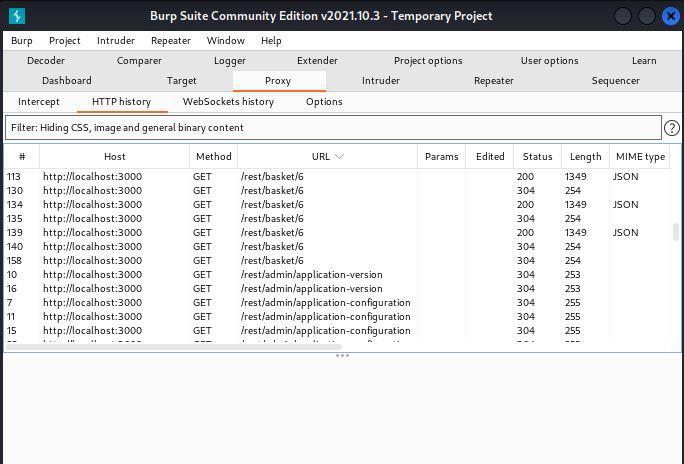 Burp Suite Community Edition v2021.10.3 - Temporary Project
Burp Project Intruder Repeater Window Help
Decoder Comparer Logger Extender Project options User options Learn
Dashboard Target Proxy Intruder Repeater Sequencer
Intercept HTTP history WebSockets history Options
Filter: Hiding CSS, image and general binary content ?
# Host Method URL Params Edited Status Length MIME type
113 http://localhost:3000 GET /rest/basket/6 200 1349 JSON
130 http://localhost:3000 GET /rest/basket/6 304 254
134 http://localhost:3000 GET /rest/basket/6 200 1349 JSON
135 http://localhost:3000 GET /rest/basket/6 304 254
139 http://localhost:3000 GET /rest/basket/6 200 1349 JSON
140 http://localhost:3000 GET /rest/basket/6 304 254
158 http://localhost:3000 GET /rest/basket/6 304 254
10 http://localhost:3000 GET /rest/admin/application-version 304 253
16 http://localhost:3000 GET /rest/admin/application-version 304 253
7 http://localhost:3000 GET /rest/admin/application-configuration 304 255
11 http://localhost:3000 GET /rest/admin/application-configuration 304 255
15 http://localhost:3000 GET /rest/admin/application-configuration 304 255